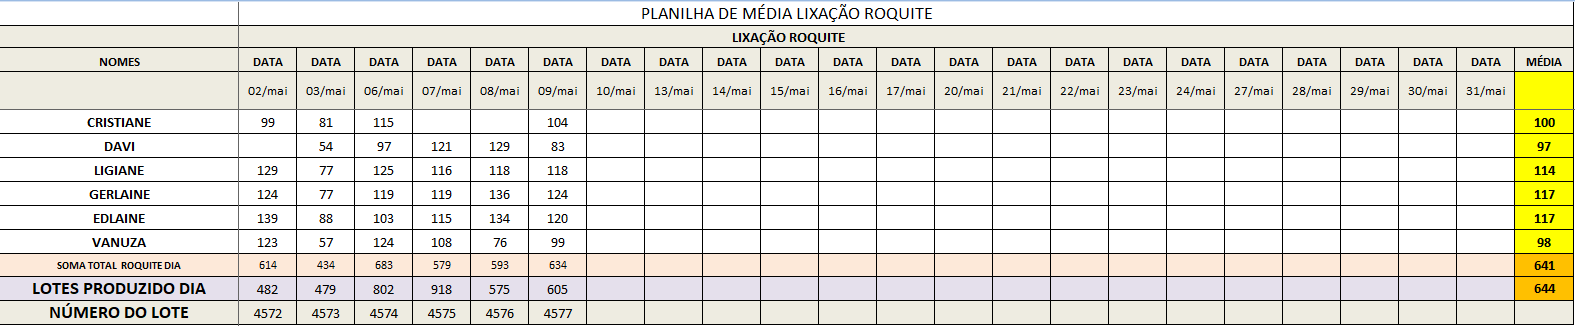 PLANILHA DE MÉDIA LIXAÇÃO ROQUITE
LIXAÇÃO ROQUITE
NOMES DATA DATA DATA DATA DATA DATA DATA DATA DATA DATA DATA DATA DATA DATA DATA DATA DATA DATA DATA DATA DATA DATA MÉDIA
02/mai 03/mai 06/mai 07/mai 08/mai 09/mai 10/mai 13/mai 14/mai 15/mai 16/mai 17/mai 20/mai 21/mai 22/mai 23/mai 24/mai 27/mai 28/mai 29/mai 30/mai 31/mai
CRISTIANE 99 81 115 104 100
DAVI 54 97 121 129 83 97
LIGIANE 129 77 125 116 118 118 114
GERLAINE 124 77 119 119 136 124 117
EDLAINE 139 88 103 115 134 120 117
VANUZA 123 57 124 108 76 99 98
SOMA TOTAL ROQUITE DIA 614 434 683 579 593 634 641
LOTES PRODUZIDO DIA 482 479 802 918 575 605 644
NÚMERO DO LOTE 4572 4573 4574 4575 4576 4577